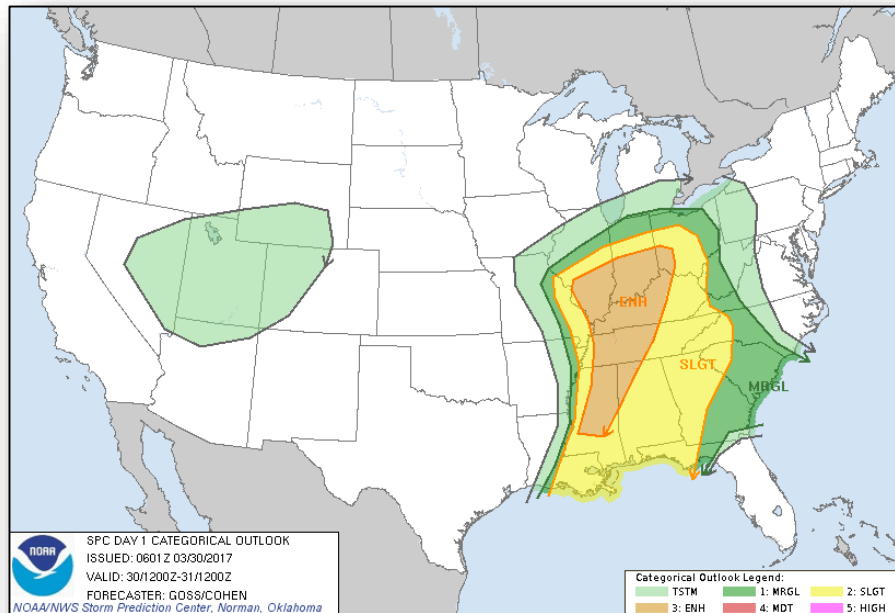 ENH
SLGT
MRGL
NOAA
SPC DAY 1 CATEGORICAL OUTLOOK
ISSUED: 0601Z 03/30/2017
VALID: 30/1200Z-31/1200Z
FORECASTER: GOSS/COHEN
NOAA/NWS Storm Prediction Center, Norman, Oklahoma
Categorical Outlook Legend:
TSTM 1: MRGL 2: SLGT
3: ENH 4: MDT 5: HIGH